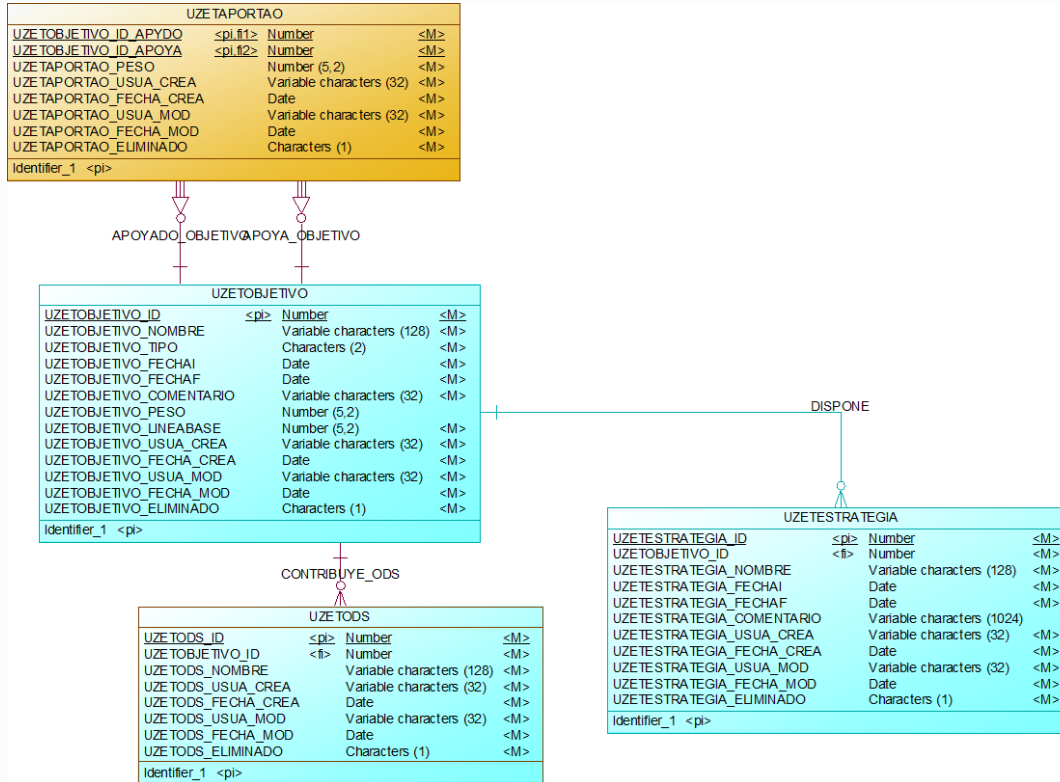 UZETAPORTAO
UZETOBJETIVO_ID_APYDO <pi,fi1> Number <M>
UZETOBJETIVO_ID_APOYA <pi,fi2> Number <M>
UZETAPORTAO_PESO Number (5,2) <M>
UZETAPORTAO_USUA_CREA Variable characters (32) <M>
UZETAPORTAO_FECHA_CREA Date <M>
UZETAPORTAO_USUA_MOD Variable characters (32) <M>
UZETAPORTAO_FECHA_MOD Date <M>
UZETAPORTAO_ELIMINADO Characters (1) <M>
Identifier_1 <pi>
APOYADO_OBJETIVO APOYA_OBJETIVO
UZETOBJETIVO
UZETOBJETIVO_ID <pi> Number <M>
UZETOBJETIVO_NOMBRE Variable characters (128) <M>
UZETOBJETIVO_TIPO Characters (2) <M>
UZETOBJETIVO_FECHAI Date <M>
UZETOBJETIVO_FECHAF Date <M>
UZETOBJETIVO_COMENTARIO Variable characters (32) <M>
UZETOBJETIVO_PESO Number (5,2)
UZETOBJETIVO_LINEABASE Number (5,2) <M>
UZETOBJETIVO_USUA_CREA Variable characters (32) <M>
UZETOBJETIVO_FECHA_CREA Date <M>
UZETOBJETIVO_USUA_MOD Variable characters (32) <M>
UZETOBJETIVO_FECHA_MOD Date <M>
UZETOBJETIVO_ELIMINADO Characters (1) <M>
Identifier_1 <pi>
DISPONE
CONTRIBUYE_ODS
UZETESTRATEGIA
UZETESTRATEGIA_ID <pi> Number <M>
UZETOBJETIVO_ID <fi> Number <M>
UZETESTRATEGIA_NOMBRE Variable characters (128) <M>
UZETESTRATEGIA_FECHAI Date <M>
UZETESTRATEGIA_FECHAF Date <M>
UZETESTRATEGIA_COMENTARIO Variable characters (1024)
UZETESTRATEGIA_USUA_CREA Variable characters (32) <M>
UZETESTRATEGIA_FECHA_CREA Date <M>
UZETESTRATEGIA_USUA_MOD Variable characters (32) <M>
UZETESTRATEGIA_FECHA_MOD Date <M>
UZETESTRATEGIA_ELIMINADO Characters (1) <M>
Identifier_1 <pi>
UZETODS
UZETODS_ID <pi> Number <M>
UZETOBJETIVO_ID <fi> Number <M>
UZETODS_NOMBRE Variable characters (128) <M>
UZETODS_USUA_CREA Variable characters (32) <M>
UZETODS_FECHA_CREA Date <M>
UZETODS_USUA_MOD Variable characters (32) <M>
UZETODS_FECHA_MOD Date <M>
UZETODS_ELIMINADO Characters (1) <M>
Identifier_1 <pi>